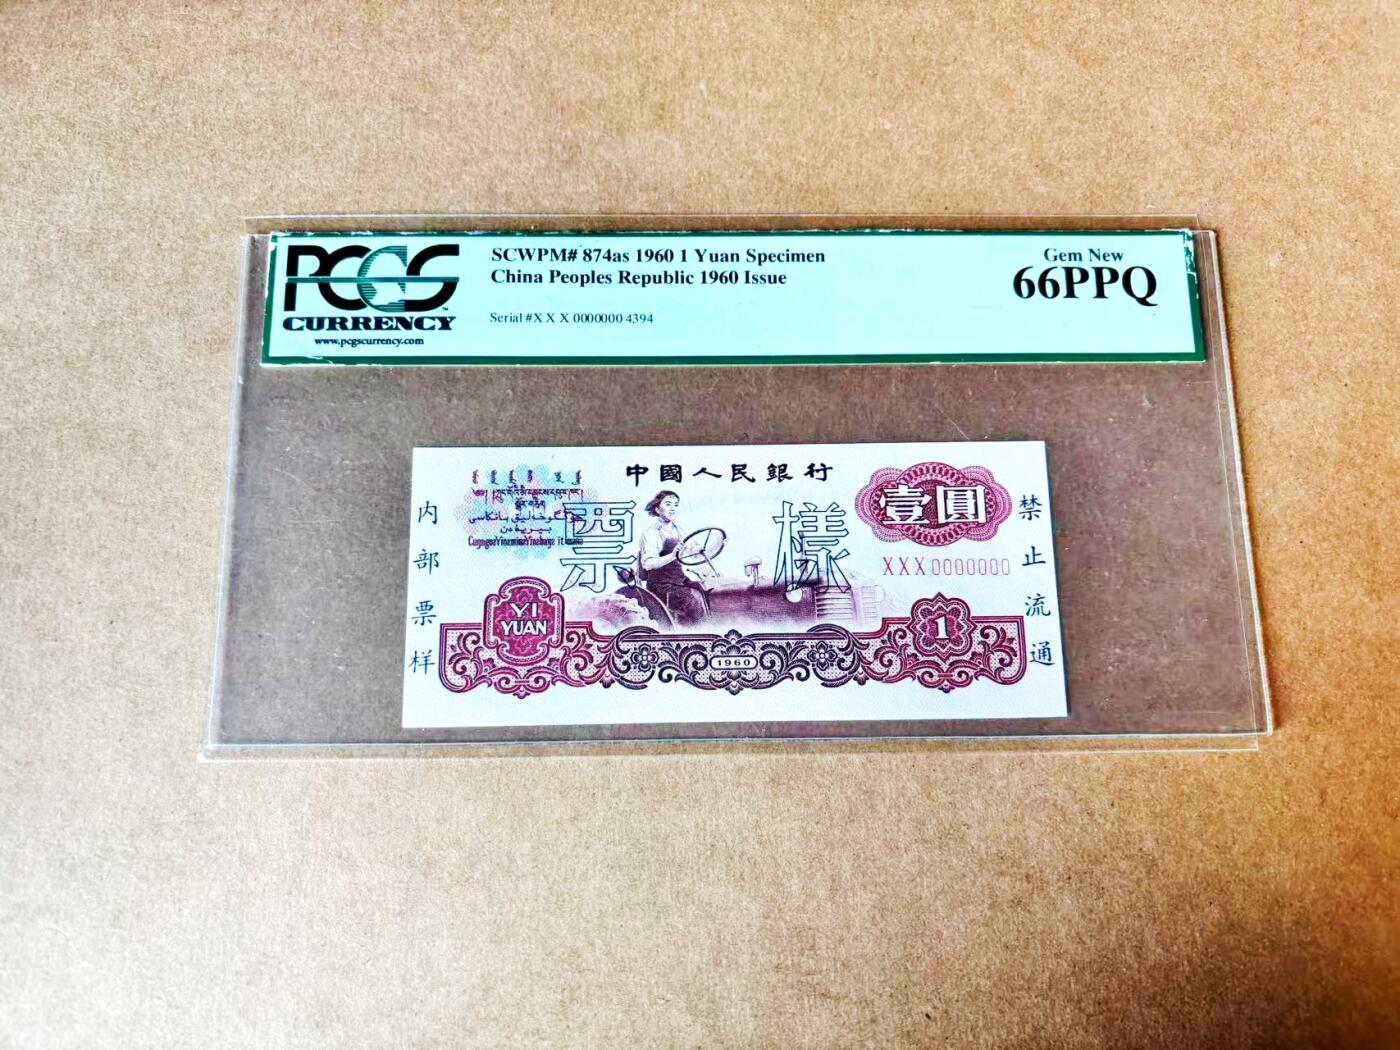 PCGS
CURRENCY
www.pcgscurrency.com
SCWPM# 874as 1960 1 Yuan Specimen
China Peoples Republic 1960 Issue
Serial #X X X 0000000 4394
Gem New
66PPQ
中國人民銀行
票樣
壹圓
XXX0000000
內部票样
禁止流通
YI
YUAN
1960
1